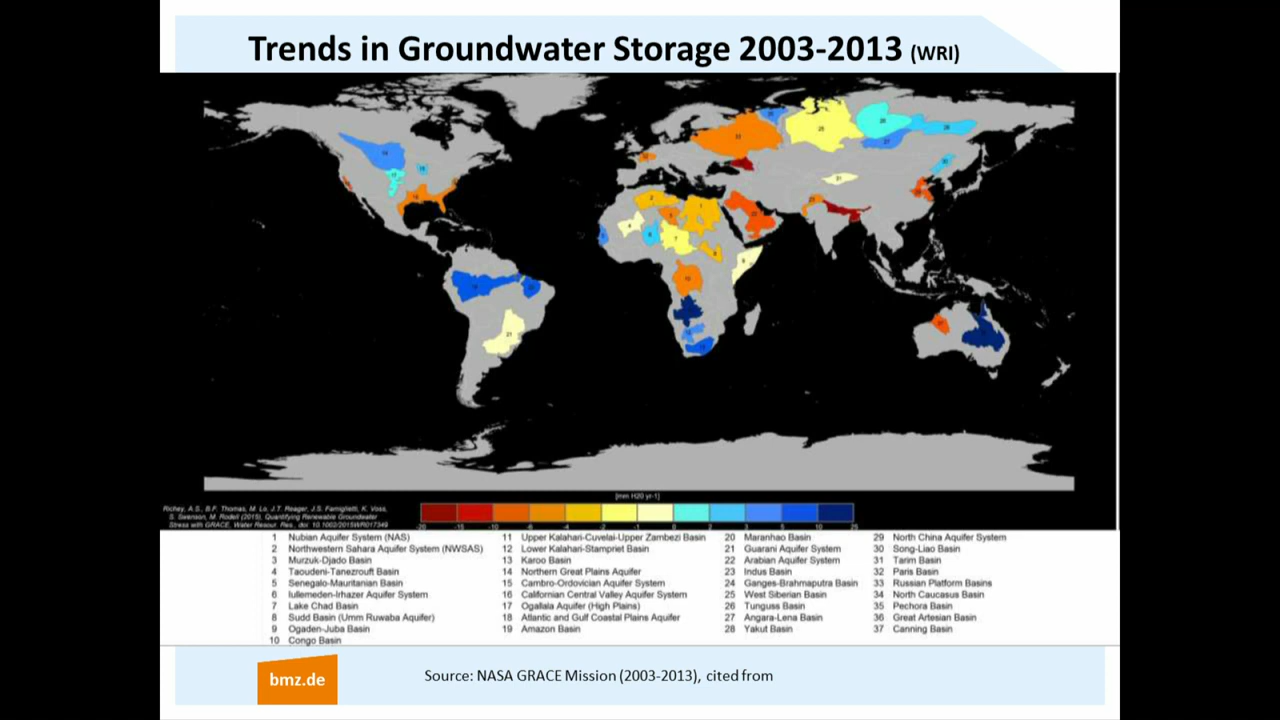 Trends in Groundwater Storage 2003-2013 (WRI)
[mm H20 yr-1]
Richey, A.S., B.F. Thomas, M. Lo, J.T. Reager, J.S. Famiglietti, K. Voss,
S. Swenson, M. Rodell (2015), Quantifying Renewable Groundwater
Stress with GRACE, Water Resour. Res., doi: 10.1002/2015WR017349
-20 -15 -10 -6 -4 -2 -1 0 2 3 5 10 25
1 Nubian Aquifer System (NAS)
2 Northwestern Sahara Aquifer System (NWSAS)
3 Murzuk-Djado Basin
4 Taoudeni-Tanezrouft Basin
5 Senegalo-Mauritanian Basin
6 Iullemeden-Irhazer Aquifer System
7 Lake Chad Basin
8 Sudd Basin (Umm Ruwaba Aquifer)
9 Ogaden-Juba Basin
10 Congo Basin
11 Upper Kalahari-Cuvelai-Upper Zambezi Basin
12 Lower Kalahari-Stampriet Basin
13 Karoo Basin
14 Northern Great Plains Aquifer
15 Cambro-Ordovician Aquifer System
16 Californian Central Valley Aquifer System
17 Ogallala Aquifer (High Plains)
18 Atlantic and Gulf Coastal Plains Aquifer
19 Amazon Basin
20 Maranhao Basin
21 Guarani Aquifer System
22 Arabian Aquifer System
23 Indus Basin
24 Ganges-Brahmaputra Basin
25 West Siberian Basin
26 Tunguss Basin
27 Angara-Lena Basin
28 Yakut Basin
29 North China Aquifer System
30 Song-Liao Basin
31 Tarim Basin
32 Paris Basin
33 Russian Platform Basins
34 North Caucasus Basin
35 Pechora Basin
36 Great Artesian Basin
37 Canning Basin
bmz.de
Source: NASA GRACE Mission (2003-2013), cited from